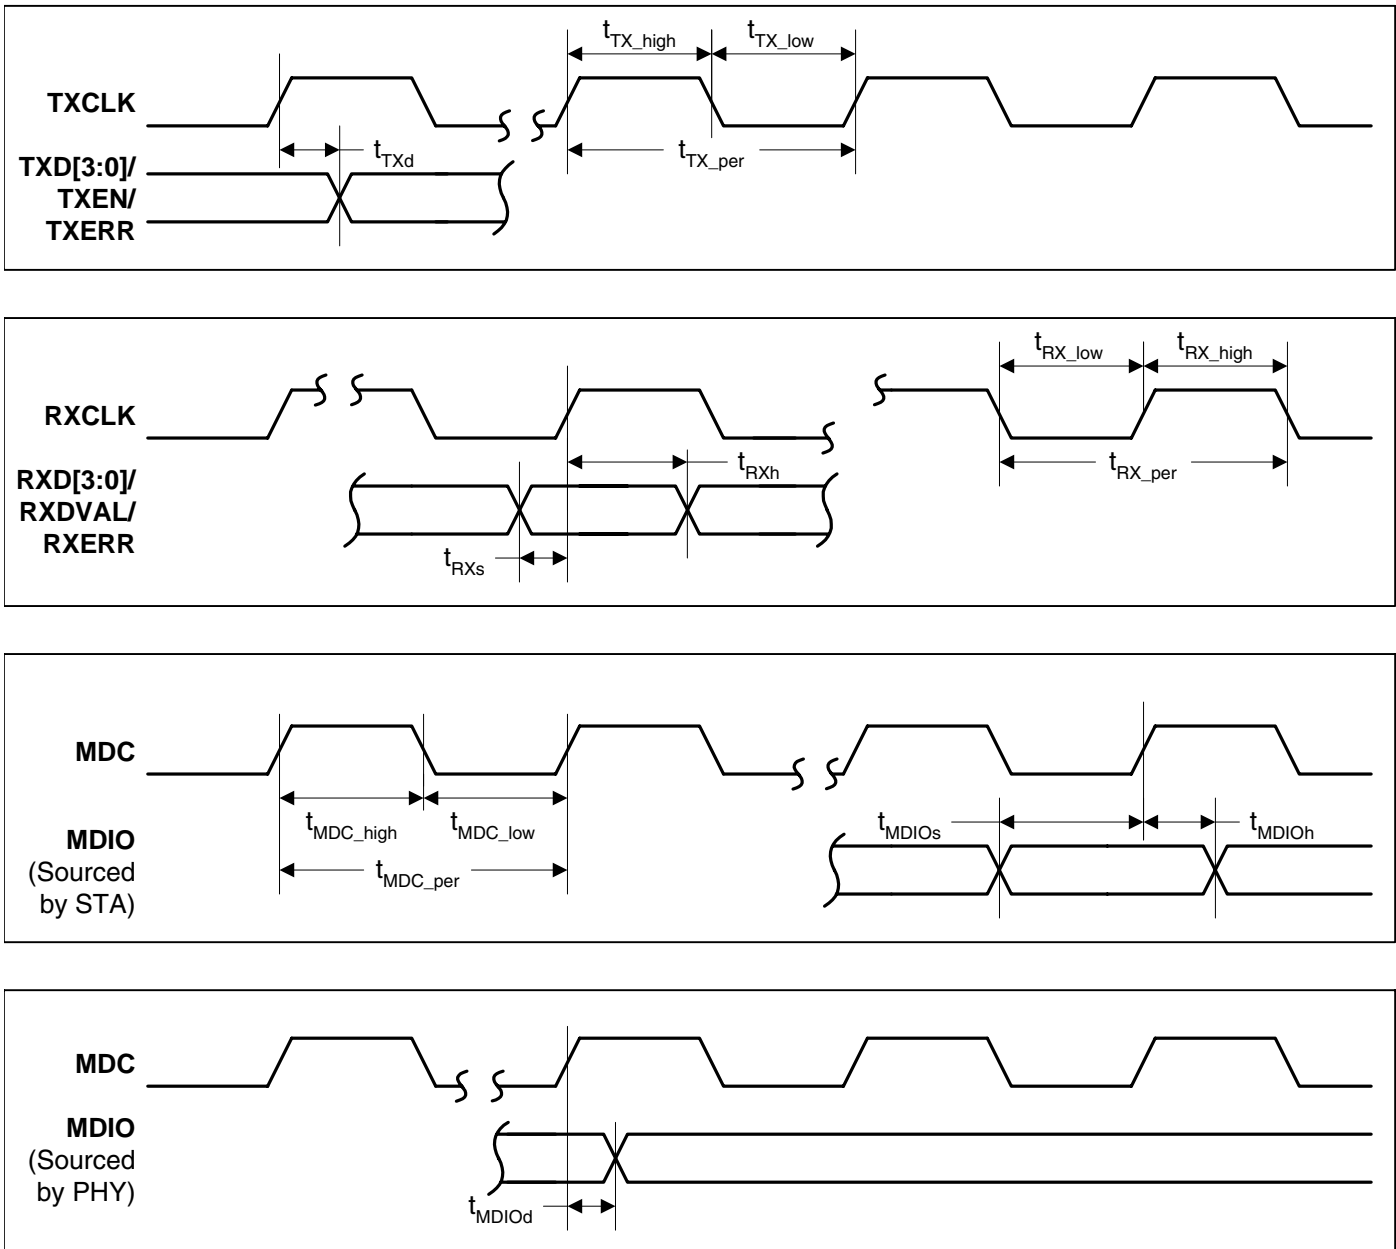 t_TX_high
t_TX_low
TXCLK
t_TXd
t_TX_per
TXD[3:0]/
TXEN/
TXERR
t_RX_low
t_RX_high
RXCLK
t_RXh
t_RX_per
RXD[3:0]/
RXDVAL/
RXERR
t_RXs
MDC
t_MDC_high
t_MDC_low
t_MDIOs
t_MDIOh
MDIO
(Sourced
by STA)
t_MDC_per
MDC
MDIO
(Sourced
by PHY)
t_MDIOd